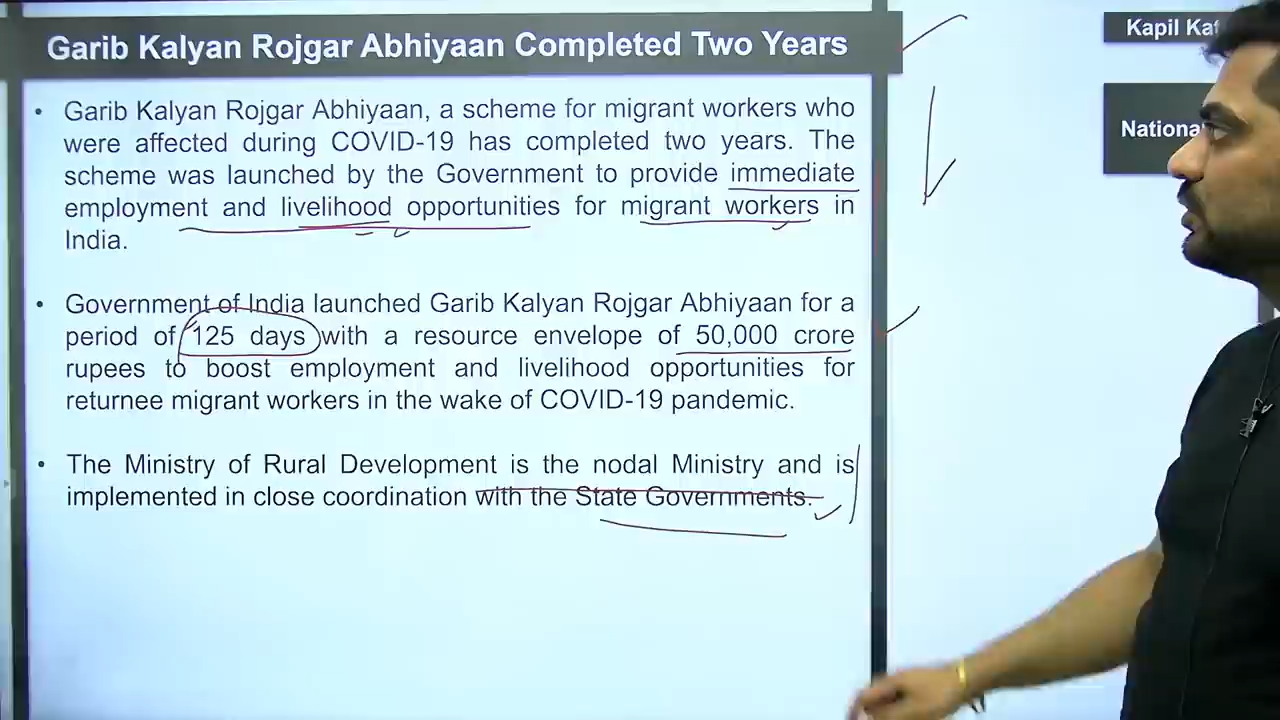 Garib Kalyan Rojgar Abhiyaan Completed Two Years
Kapil
• Garib Kalyan Rojgar Abhiyaan, a scheme for migrant workers who
were affected during COVID-19 has completed two years. The
scheme was launched by the Government to provide immediate
employment and livelihood opportunities for migrant workers in
India.
• Government of India launched Garib Kalyan Rojgar Abhiyaan for a
period of 125 days with a resource envelope of 50,000 crore
rupees to boost employment and livelihood opportunities for
returnee migrant workers in the wake of COVID-19 pandemic.
• The Ministry of Rural Development is the nodal Ministry and is
implemented in close coordination with the State Governments.